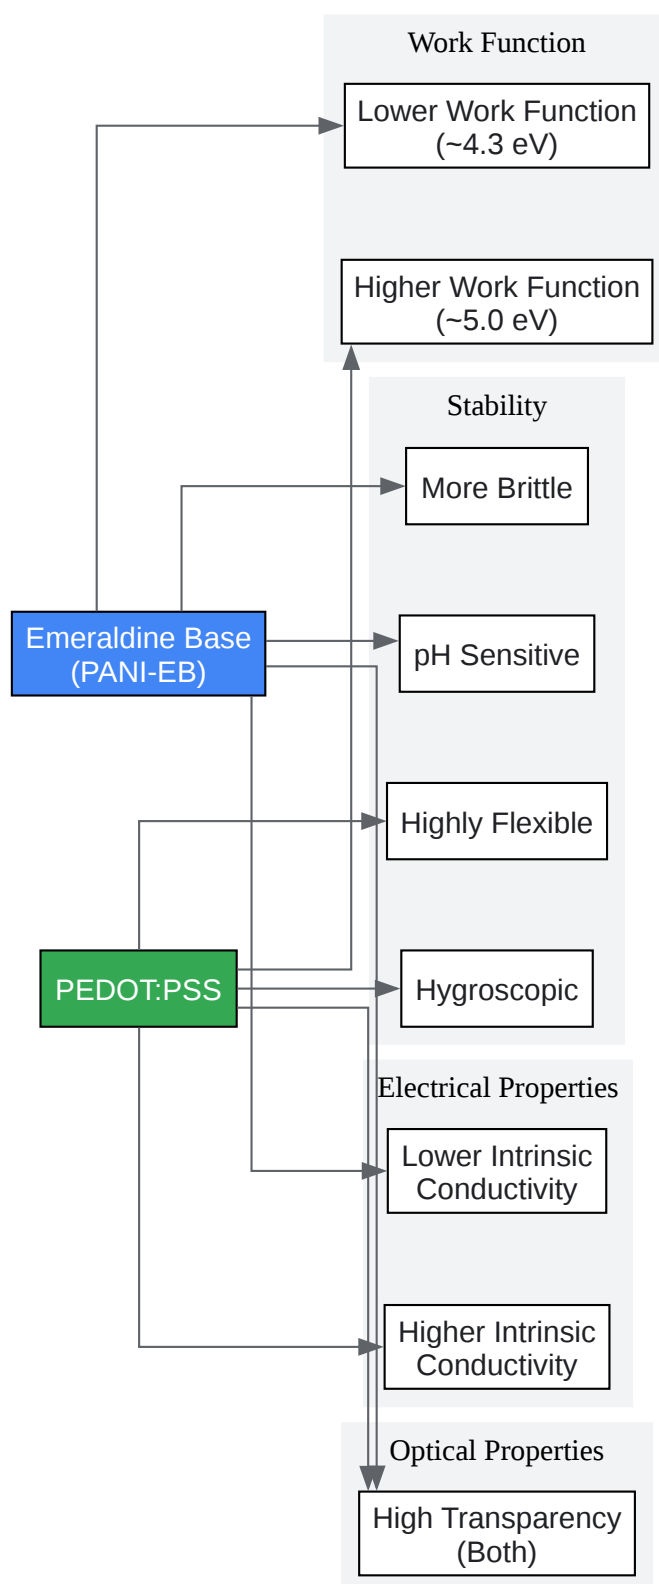 Work Function
Lower Work Function
(~4.3 eV)
Higher Work Function
(~5.0 eV)
Stability
More Brittle
Emeraldine Base
(PANI-EB)
pH Sensitive
Highly Flexible
PEDOT:PSS
Hygroscopic
Electrical Properties
Lower Intrinsic
Conductivity
Higher Intrinsic
Conductivity
Optical Properties
High Transparency
(Both)